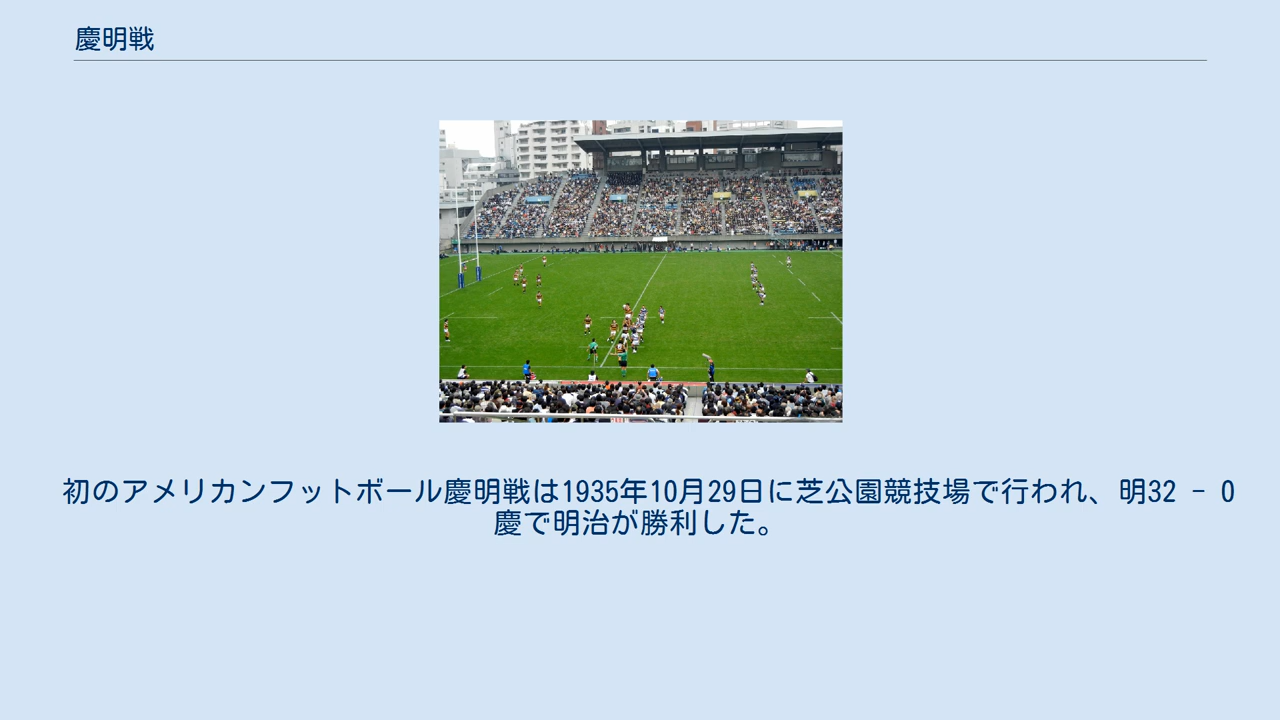 慶明戦
初のアメリカンフットボール慶明戦は1935年10月29日に芝公園競技場で行われ、明32 - 0
慶で明治が勝利した。